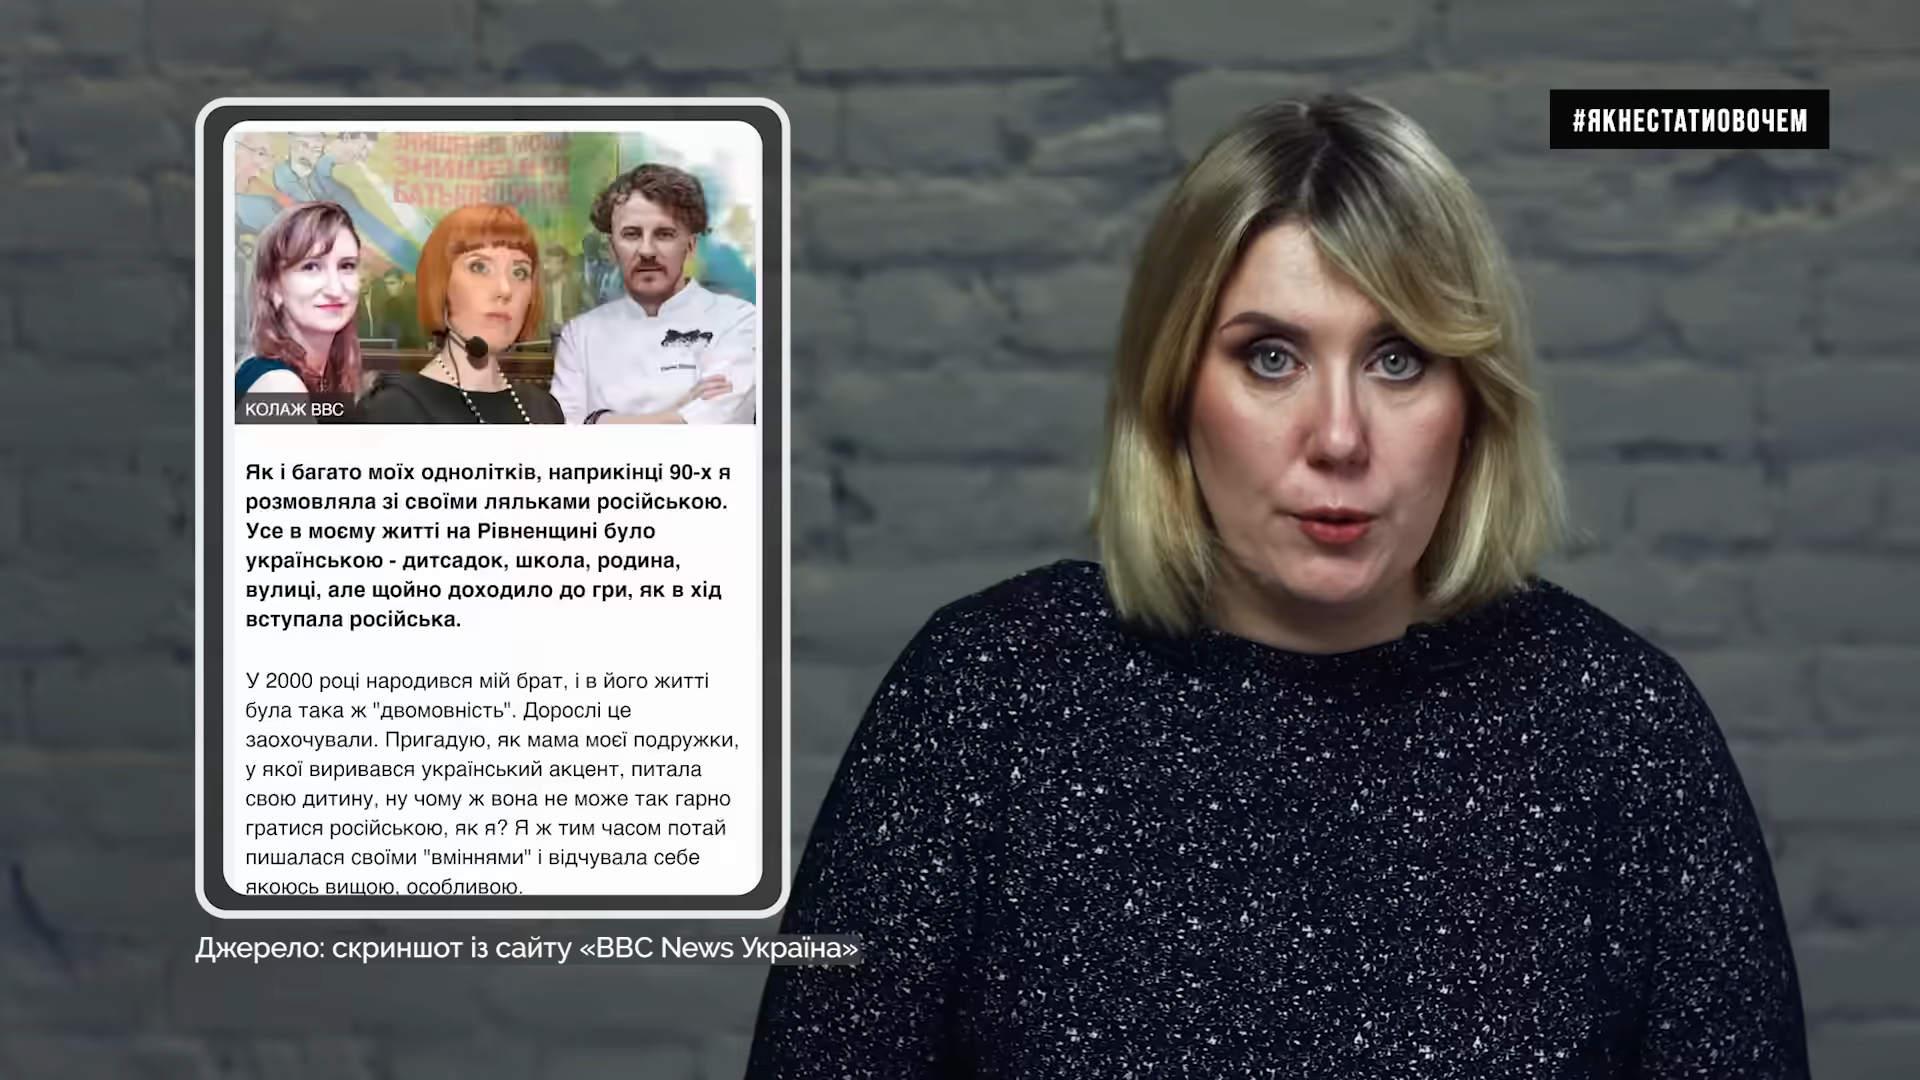 #ЯКНЕСТАТИОВОЧЕМ
ЗНИЩЕННЯ МОВИ
ЗНИЩЕННЯ
БАТЬКІВЩИНИ
КОЛАЖ BBC
Як і багато моїх однолітків, наприкінці 90-х я
розмовляла зі своїми ляльками російською.
Усе в моєму житті на Рівненщині було
українською - дитсадок, школа, родина,
вулиці, але щойно доходило до гри, як в хід
вступала російська.
У 2000 році народився мій брат, і в його житті
була така ж "двомовність". Дорослі це
заохочували. Пригадую, як мама моєї подружки,
у якої виривався український акцент, питала
свою дитину, ну чому ж вона не може так гарно
гратися російською, як я? Я ж тим часом потай
пишалася своїми "вміннями" і відчувала себе
якоюсь вищою, особливою.
Джерело: скриншот із сайту «BBC News Україна»